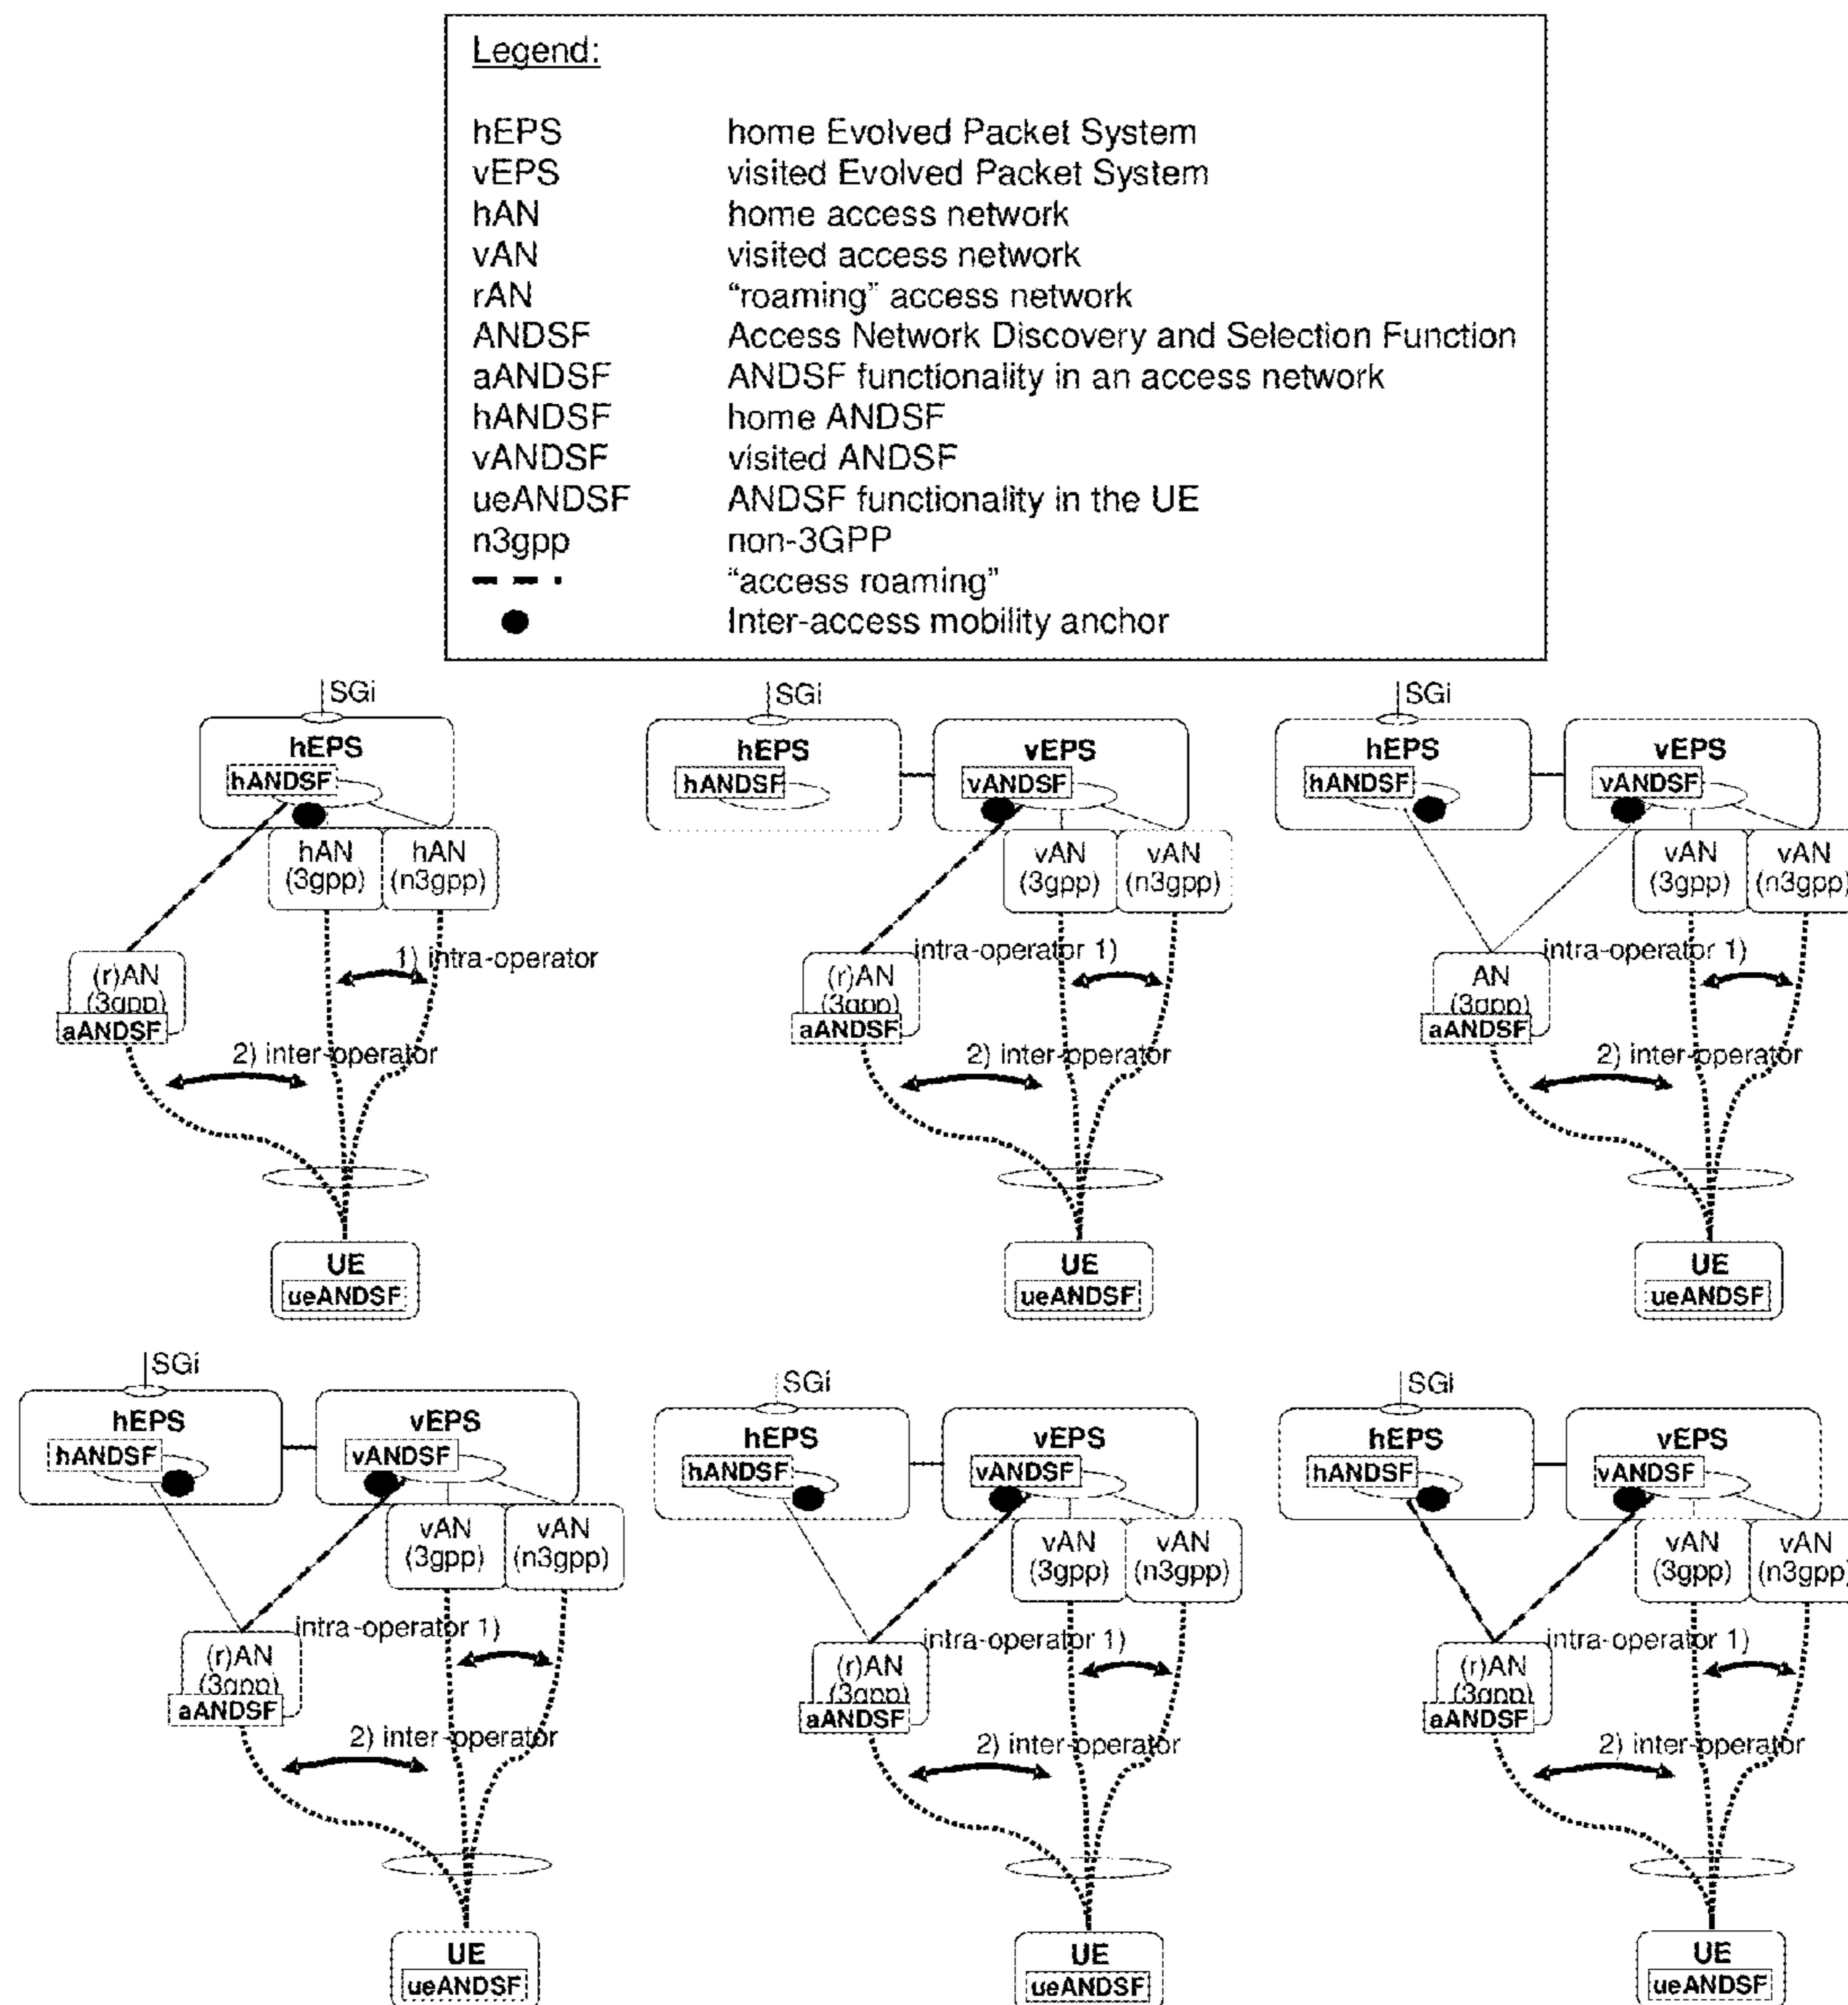 Legend:
hEPS home Evolved Packet System
vEPS visited Evolved Packet System
hAN home access network
vAN visited access network
rAN “roaming” access network
ANDSF Access Network Discovery and Selection Function
aANDSF ANDSF functionality in an access network
hANDSF home ANDSF
vANDSF visited ANDSF
ueANDSF ANDSF functionality in the UE
n3gpp non-3GPP
“access roaming”
Inter-access mobility anchor
SGi
hEPS
hANDSF
hAN
(3gpp)
hAN
(n3gpp)
(r)AN
(3gpp)
aANDSF
1) intra-operator
2) inter-operator
UE
ueANDSF
SGi
hEPS
hANDSF
vEPS
vANDSF
vAN
(3gpp)
vAN
(n3gpp)
(r)AN
(3gpp)
aANDSF
intra-operator 1)
2) inter-operator
UE
ueANDSF
SGi
hEPS
hANDSF
vEPS
vANDSF
vAN
(3gpp)
vAN
(n3gpp)
AN
(3gpp)
aANDSF
intra-operator 1)
2) inter-operator
UE
ueANDSF
SGi
hEPS
hANDSF
vEPS
vANDSF
vAN
(3gpp)
vAN
(n3gpp)
(r)AN
(3gpp)
aANDSF
intra-operator 1)
2) inter-operator
UE
ueANDSF
SGi
hEPS
hANDSF
vEPS
vANDSF
vAN
(3gpp)
vAN
(n3gpp)
(r)AN
(3gpp)
aANDSF
intra-operator 1)
2) inter-operator
UE
ueANDSF
SGi
hEPS
hANDSF
vEPS
vANDSF
vAN
(3gpp)
vAN
(n3gpp)
(r)AN
(3gpp)
aANDSF
intra-operator 1)
2) inter-operator
UE
ueANDSF